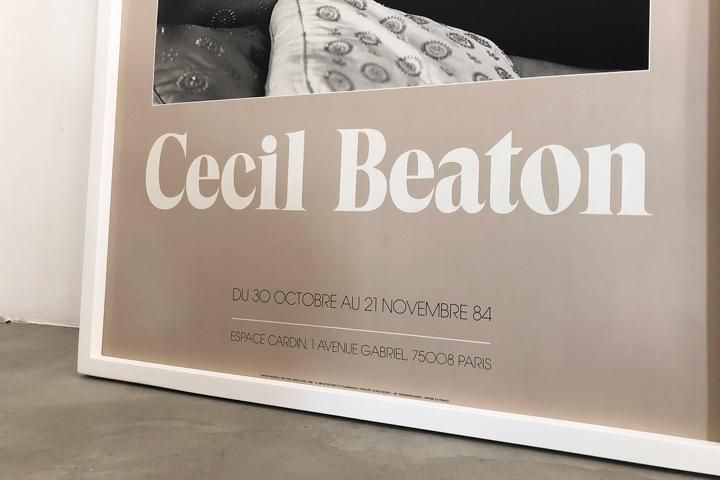 Cecil Beaton
DU 30 OCTOBRE AU 21 NOVEMBRE 84
ESPACE CARDIN, 1 AVENUE GABRIEL, 75008 PARIS